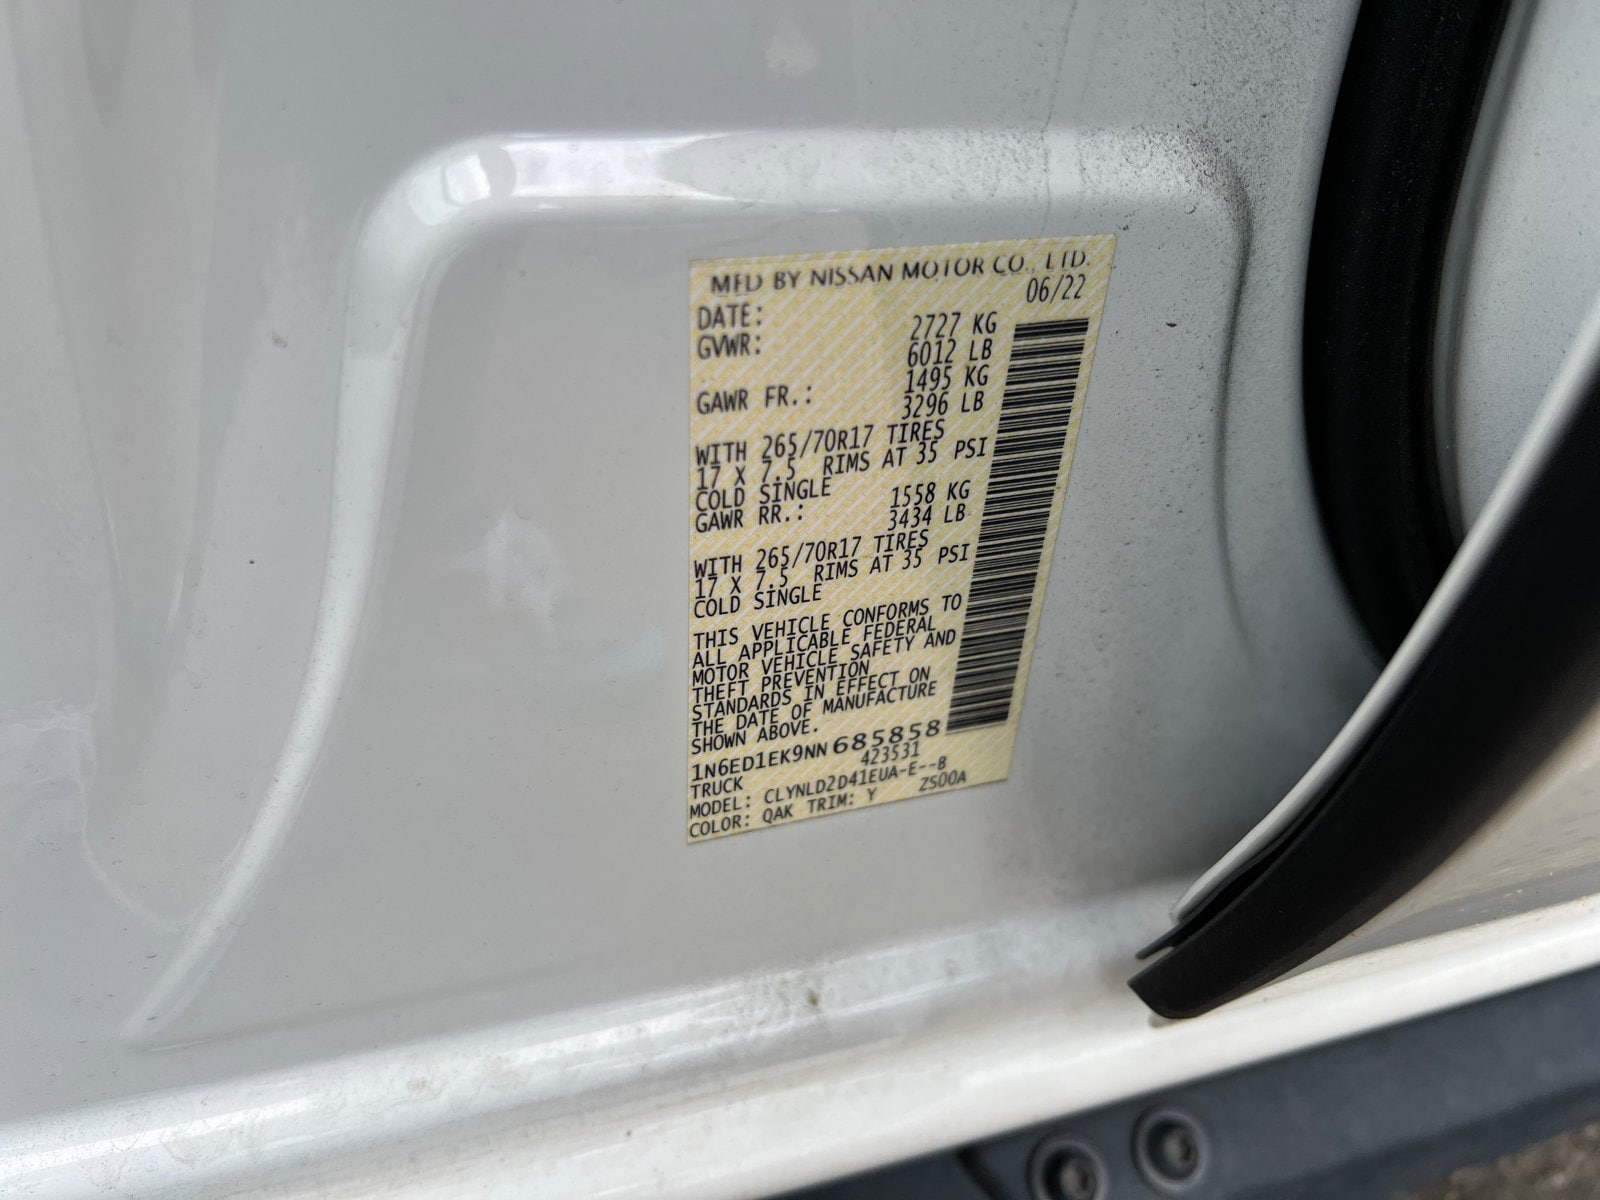 MFD BY NISSAN MOTOR CO., LTD.
DATE: 06/22
GVWR: 2727 KG
6012 LB
GAWR FR.: 1495 KG
3296 LB
WITH 265/70R17 TIRES
17 X 7.5 RIMS AT 35 PSI
COLD SINGLE
GAWR RR.: 1558 KG
3434 LB
WITH 265/70R17 TIRES
17 X 7.5 RIMS AT 35 PSI
COLD SINGLE
THIS VEHICLE CONFORMS TO
ALL APPLICABLE FEDERAL
MOTOR VEHICLE SAFETY AND
THEFT PREVENTION
STANDARDS IN EFFECT ON
THE DATE OF MANUFACTURE
SHOWN ABOVE.
1N6ED1EK9NN685858
TRUCK 423531
MODEL: CLYNLD2D41EUA-E--B
COLOR: QAK TRIM: Y ZS00A